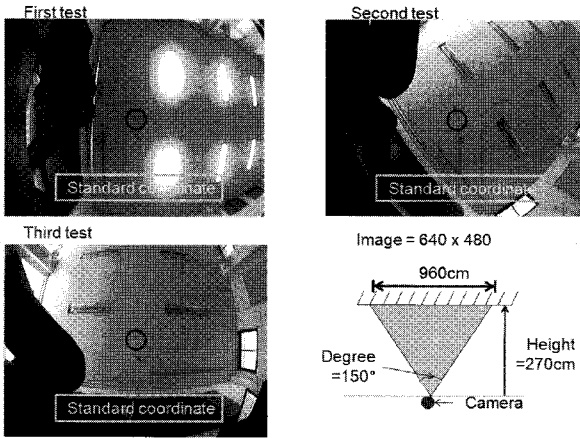 First test
Second test
Standard coordinate
Standard coordinate
Third test
Standard coordinate
Image = 640 x 480
960cm
Degree
=150°
Height
=270cm
Camera